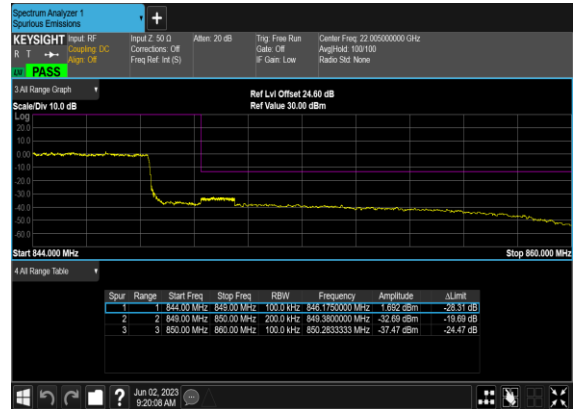 Spectrum Analyzer 1
Spurious Emissions
KEYSIGHT Input: RF Input Z: 50 Ω Atten: 20 dB Trig: Free Run Center Freq: 22.005000000 GHz
R T Coupling: DC Corrections: Off Gate: Off Avg|Hold: 100/100
Align: Off Freq Ref: Int (S) IF Gain: Low Radio Std: None
PASS
3 All Range Graph Ref Lvl Offset 24.60 dB
Scale/Div 10.0 dB Ref Value 30.00 dBm
Log
20.0
10.0
0.00
-10.0
-20.0
-30.0
-40.0
-50.0
-60.0
Start 844.000 MHz Stop 860.000 MHz
4 All Range Table
Spur Range Start Freq Stop Freq RBW Frequency Amplitude ΔLimit
1 1 844.00 MHz 849.00 MHz 100.0 kHz 846.1750000 MHz 1.692 dBm -28.31 dB
2 2 849.00 MHz 850.00 MHz 200.0 kHz 849.3800000 MHz -32.69 dBm -19.69 dB
3 3 850.00 MHz 860.00 MHz 100.0 kHz 850.2833333 MHz -37.47 dBm -24.47 dB
Jun 02, 2023
9:20:08 AM